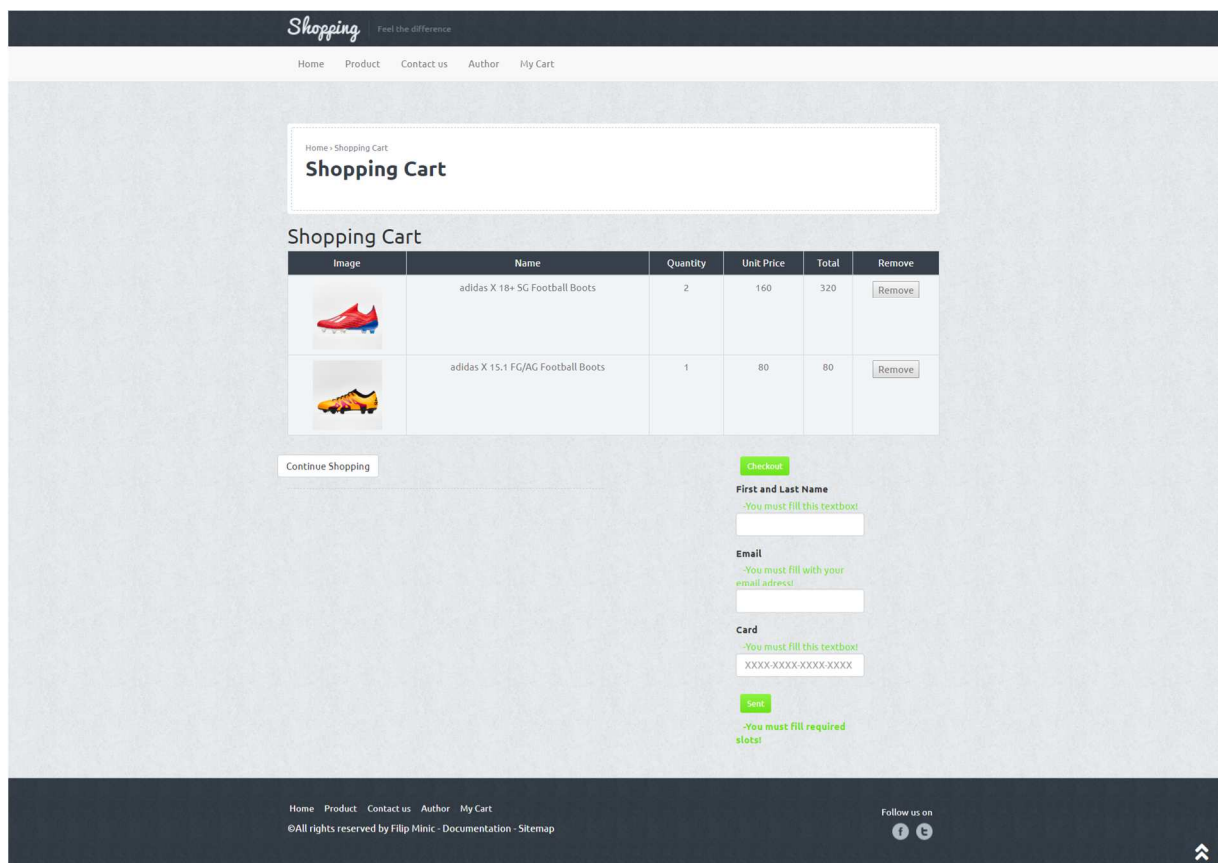 Shopping Feel the difference
Home Product Contact us Author My Cart
Home › Shopping Cart
Shopping Cart
Shopping Cart
Image Name Quantity Unit Price Total Remove
adidas X 18+ SG Football Boots 2 160 320 Remove
adidas X 15.1 FG/AG Football Boots 1 80 80 Remove
Continue Shopping
Checkout
First and Last Name
-You must fill this textbox!
Email
-You must fill with your
email adress!
Card
-You must fill this textbox!
XXXX-XXXX-XXXX-XXXX
Sent
-You must fill required
slots!
Home Product Contact us Author My Cart
©All rights reserved by Filip Minic - Documentation - Sitemap
Follow us on